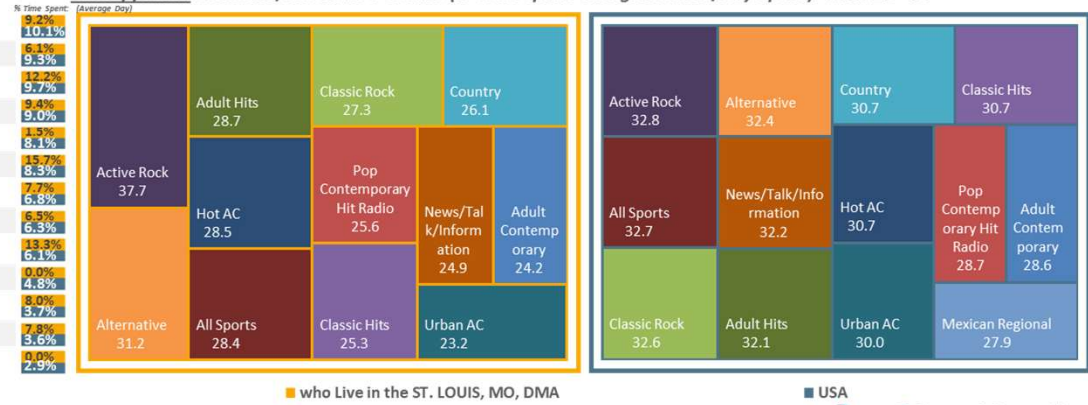 % Time Spent: (Average Day)
9.2%
10.1%
6.1%
9.3%
12.2%
9.7%
9.4%
9.0%
1.5%
8.1%
15.7%
8.3%
7.7%
6.8%
6.5%
6.3%
13.3%
6.1%
0.0%
4.8%
8.0%
3.7%
7.8%
3.6%
0.0%
2.9%
Active Rock
37.7
Alternative
31.2
Adult Hits
28.7
Hot AC
28.5
All Sports
28.4
Classic Rock
27.3
Country
26.1
Pop
Contemporary
Hit Radio
25.6
Classic Hits
25.3
News/Tal
k/Inform
ation
24.9
Adult
Contemp
orary
24.2
Urban AC
23.2
Active Rock
32.8
All Sports
32.7
Classic Rock
32.6
Alternative
32.4
News/Talk/Info
rmation
32.2
Adult Hits
32.1
Country
30.7
Classic Hits
30.7
Hot AC
30.7
Urban AC
30.0
Pop
Contemp
orary Hit
Radio
28.7
Adult
Contem
porary
28.6
Mexican Regional
27.9
who Live in the ST. LOUIS, MO, DMA
USA